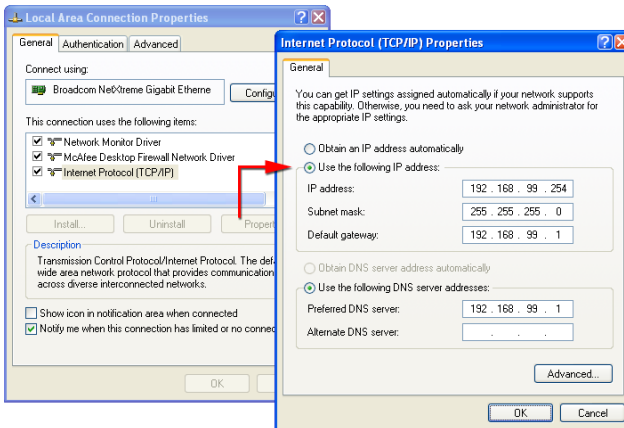 Local Area Connection Properties
General Authentication Advanced
Connect using:
Broadcom NetXtreme Gigabit Etherne
Configu
This connection uses the following items:
Network Monitor Driver
McAfee Desktop Firewall Network Driver
Internet Protocol (TCP/IP)
Install... Uninstall Propert
Description
Transmission Control Protocol/Internet Protocol. The defa
wide area network protocol that provides communication
across diverse interconnected networks.
Show icon in notification area when connected
Notify me when this connection has limited or no connec
OK
Internet Protocol (TCP/IP) Properties
General
You can get IP settings assigned automatically if your network supports
this capability. Otherwise, you need to ask your network administrator for
the appropriate IP settings.
Obtain an IP address automatically
Use the following IP address:
IP address: 192 . 168 . 99 . 254
Subnet mask: 255 . 255 . 255 . 0
Default gateway: 192 . 168 . 99 . 1
Obtain DNS server address automatically
Use the following DNS server addresses:
Preferred DNS server: 192 . 168 . 99 . 1
Alternate DNS server: . . .
Advanced...
OK Cancel